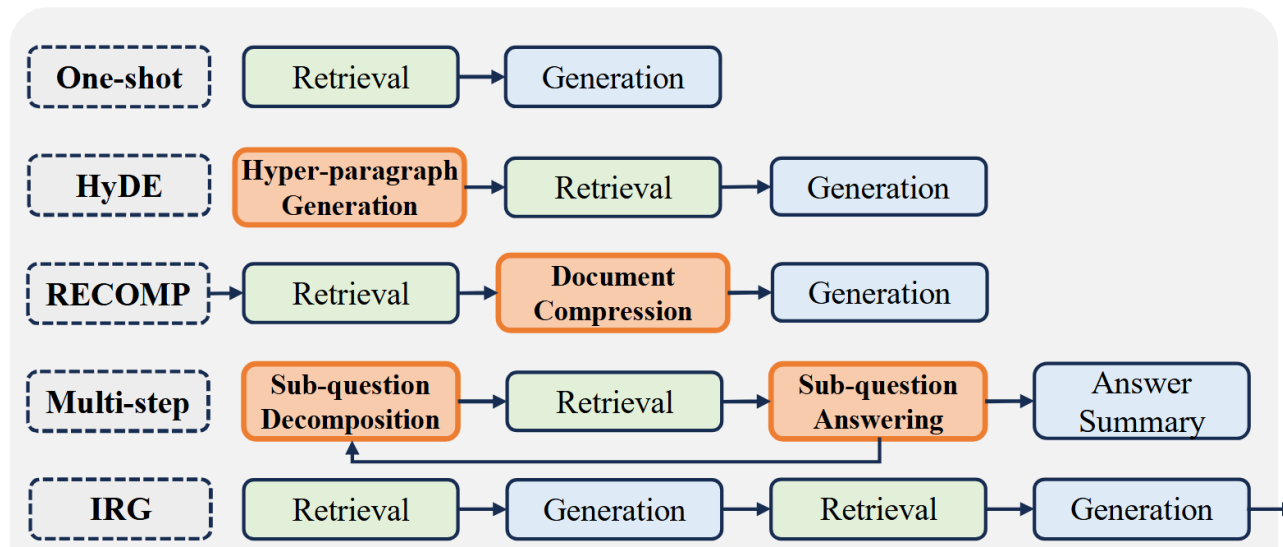 One-shot
Retrieval
Generation
HyDE
Hyper-paragraph
Generation
Retrieval
Generation
RECOMP
Retrieval
Document
Compression
Generation
Multi-step
Sub-question
Decomposition
Retrieval
Sub-question
Answering
Answer
Summary
IRG
Retrieval
Generation
Retrieval
Generation